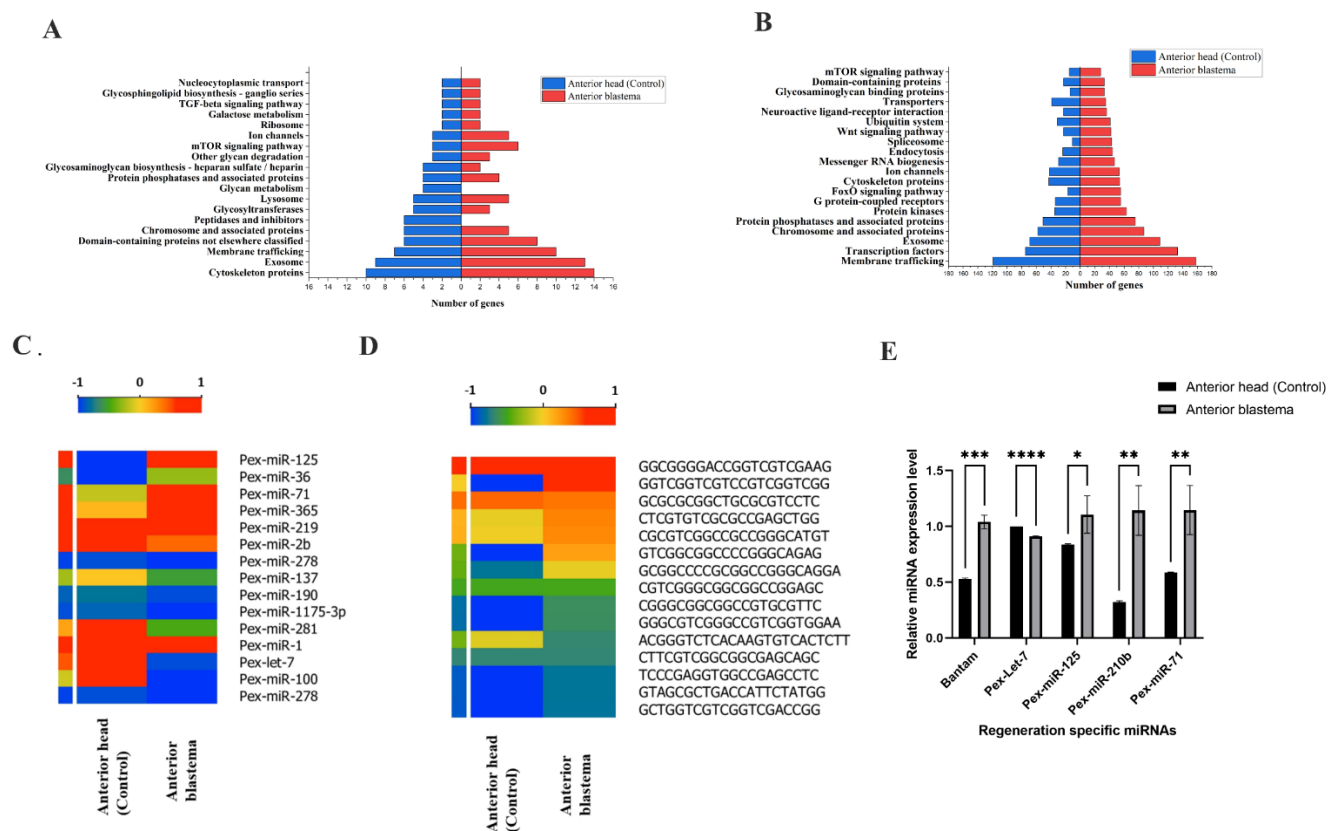 A
Anterior head (Control)
Anterior blastema
Nucleocytoplasmic transport
Glycosphingolipid biosynthesis - ganglio series
TGF-beta signaling pathway
Galactose metabolism
Ribosome
Ion channels
mTOR signaling pathway
Other glycan degradation
Glycosaminoglycan biosynthesis - heparan sulfate / heparin
Protein phosphatases and associated proteins
Glycan metabolism
Lysosome
Glycosyltransferases
Peptidases and inhibitors
Chromosome and associated proteins
Domain-containing proteins not elsewhere classified
Membrane trafficking
Exosome
Cytoskeleton proteins
16 14 12 10 8 6 4 2 0 2 4 6 8 10 12 14 16
Number of genes
B
Anterior head (Control)
Anterior blastema
mTOR signaling pathway
Domain-containing proteins
Glycosaminoglycan binding proteins
Transporters
Neuroactive ligand-receptor interaction
Ubiquitin system
Wnt signaling pathway
Spliceosome
Endocytosis
Messenger RNA biogenesis
Ion channels
Cytoskeleton proteins
FoxO signaling pathway
G protein-coupled receptors
Protein kinases
Protein phosphatases and associated proteins
Chromosome and associated proteins
Exosome
Transcription factors
Membrane trafficking
180 160 140 120 100 80 60 40 20 0 20 40 60 80 100 120 140 160 180
Number of genes
C .
-1 0 1
Pex-miR-125
Pex-miR-36
Pex-miR-71
Pex-miR-365
Pex-miR-219
Pex-miR-2b
Pex-miR-278
Pex-miR-137
Pex-miR-190
Pex-miR-1175-3p
Pex-miR-281
Pex-miR-1
Pex-let-7
Pex-miR-100
Pex-miR-278
Anterior head
(Control)
Anterior
blastema
D
-1 0 1
GGCGGGGACCGGTCGTCGAAG
GGTCGGTCGTCCGTCGGTCGG
GCGCGCGGCTGCGCGTCCTC
CTCGTGTCGCGCCGAGCTGG
CGCGTCGGCCGCCGGGCATGT
GTCGGCGGCCCCGGGCAGAG
GCGGCCCCGCGGCCGGGCAGGA
CGTCGGGCGGCGGCCGGAGC
CGGGCGGCGGCCGTGCGTTC
GGGCGTCGGGCCGTCGGTGGAA
ACGGGTCTCACAAGTGTCACTCTT
CTTCGTCGGCGGCGAGCAGC
TCCCGAGGTGGCCGAGCCTC
GTAGCGCTGACCATTCTATGG
GCTGGTCGTCGGTCGACCGG
Anterior head
(Control)
Anterior
blastema
E
Anterior head (Control)
Anterior blastema
Relative miRNA expression level
1.5
1.0
0.5
0.0
*** **** * ** **
Bantam
Pex-Let-7
Pex-miR-125
Pex-miR-210b
Pex-miR-71
Regeneration specific miRNAs